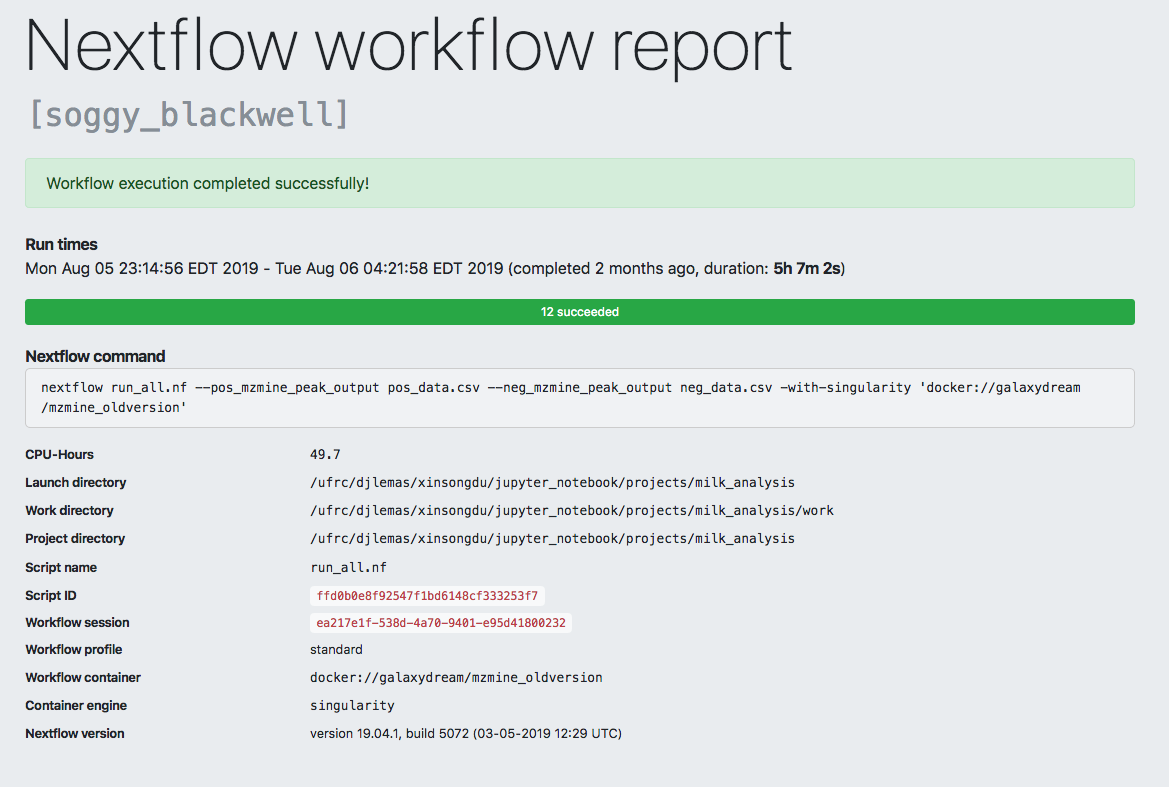 Nextflow workflow report
[soggy_blackwell]
Workflow execution completed successfully!
Run times
Mon Aug 05 23:14:56 EDT 2019 - Tue Aug 06 04:21:58 EDT 2019 (completed 2 months ago, duration: 5h 7m 2s)
12 succeeded
Nextflow command
nextflow run_all.nf --pos_mzmine_peak_output pos_data.csv --neg_mzmine_peak_output neg_data.csv -with-singularity 'docker://galaxydream
/mzmine_oldversion'
CPU-Hours 49.7
Launch directory /ufrc/djlemas/xinsongdu/jupyter_notebook/projects/milk_analysis
Work directory /ufrc/djlemas/xinsongdu/jupyter_notebook/projects/milk_analysis/work
Project directory /ufrc/djlemas/xinsongdu/jupyter_notebook/projects/milk_analysis
Script name run_all.nf
Script ID ffd0b0e8f92547f1bd6148cf333253f7
Workflow session ea217e1f-538d-4a70-9401-e95d41800232
Workflow profile standard
Workflow container docker://galaxydream/mzmine_oldversion
Container engine singularity
Nextflow version version 19.04.1, build 5072 (03-05-2019 12:29 UTC)